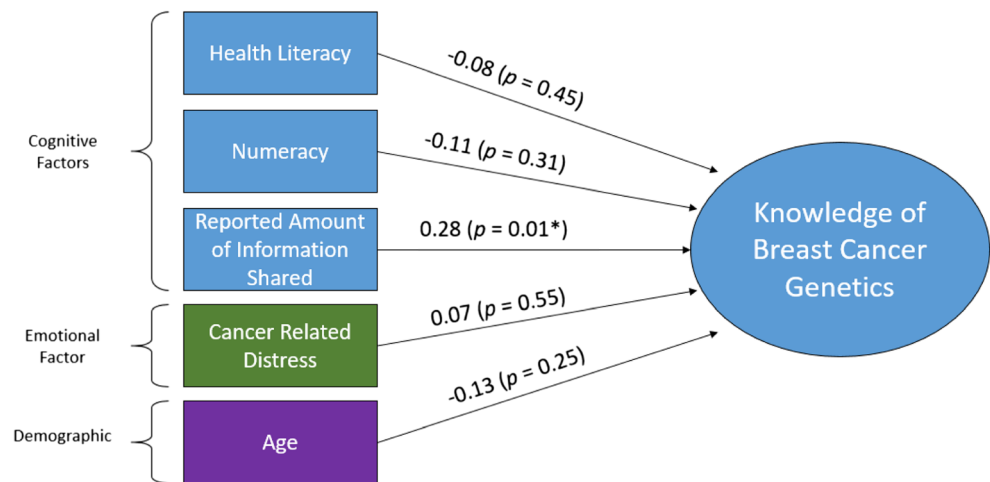 Health Literacy
-0.08 (p = 0.45)
Cognitive
Factors
Numeracy
-0.11 (p = 0.31)
Reported Amount
of Information
Shared
0.28 (p = 0.01*)
Knowledge of
Breast Cancer
Genetics
Emotional
Factor
Cancer Related
Distress
0.07 (p = 0.55)
Demographic
Age
-0.13 (p = 0.25)